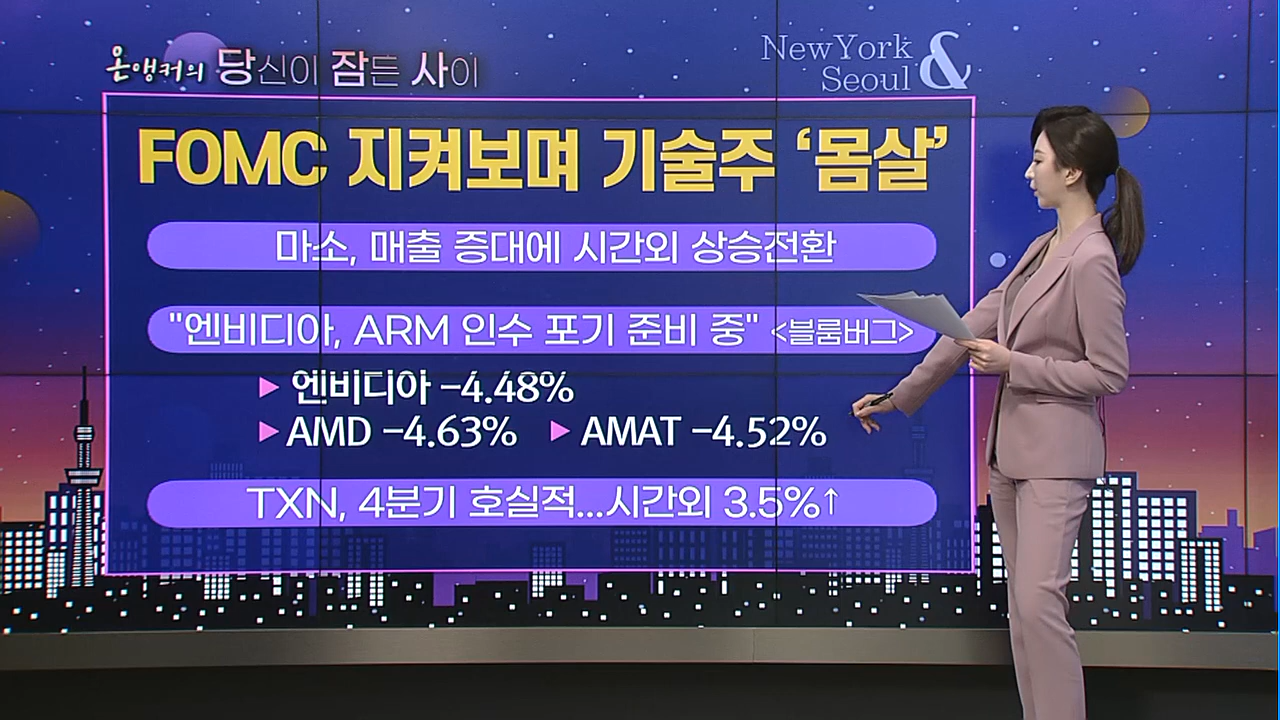 온앵커의 당신이 잠든 사이
NewYork
Seoul &
FOMC 지켜보며 기술주 ‘몸살’
마소, 매출 증대에 시간외 상승전환
"엔비디아, ARM 인수 포기 준비 중" <블룸버그>
▶ 엔비디아 -4.48%
▶ AMD -4.63% ▶ AMAT -4.52%
TXN, 4분기 호실적...시간외 3.5%↑